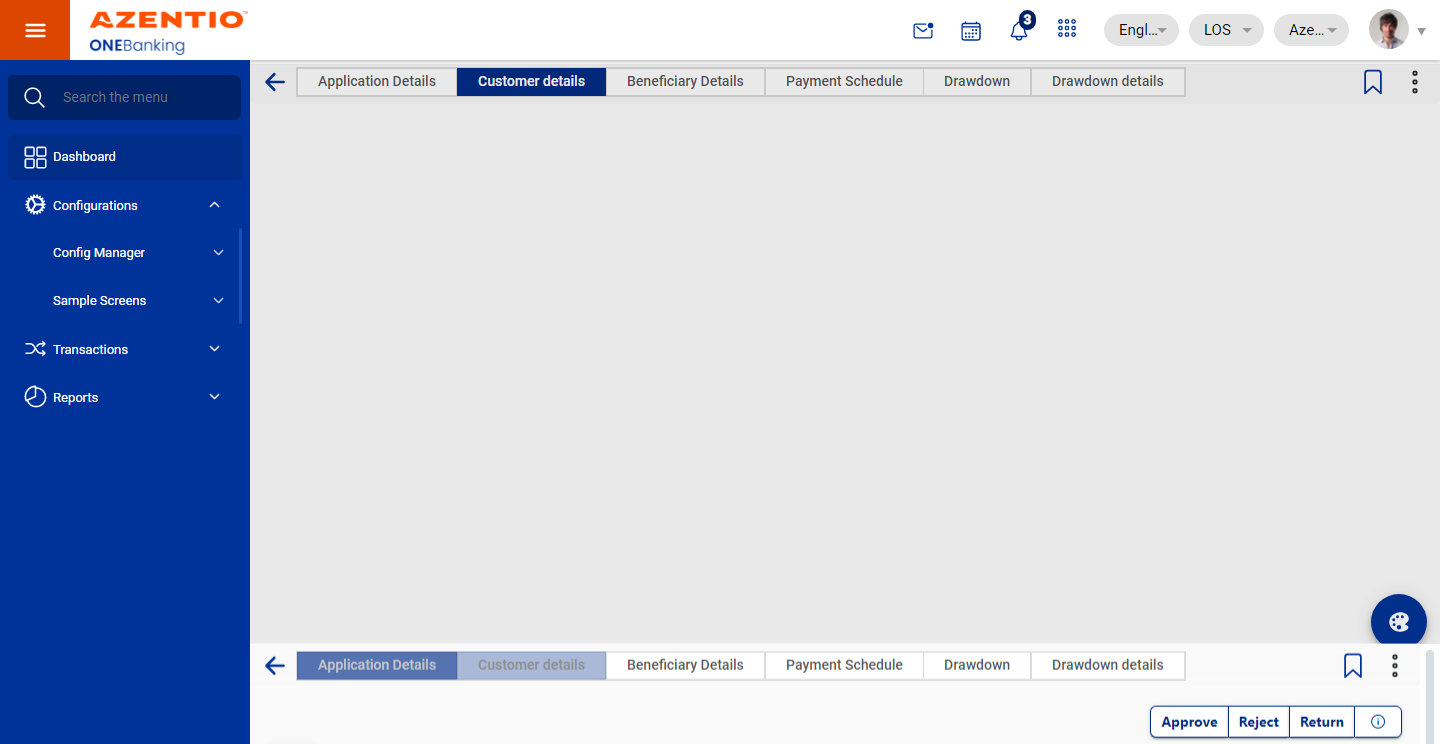 AZENTIO™
ONEBanking
3
Engl...
LOS
Aze...
Search the menu
Dashboard
Configurations
Config Manager
Sample Screens
Transactions
Reports
Application Details
Customer details
Beneficiary Details
Payment Schedule
Drawdown
Drawdown details
Application Details
Customer details
Beneficiary Details
Payment Schedule
Drawdown
Drawdown details
Approve
Reject
Return